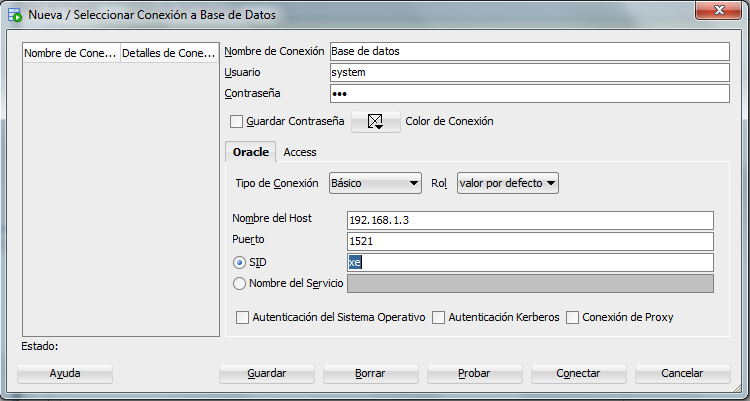 Nueva / Seleccionar Conexión a Base de Datos
Nombre de Cone... Detalles de Cone...
Nombre de Conexión Base de datos
Usuario system
Contraseña •••
Guardar Contraseña Color de Conexión
Oracle Access
Tipo de Conexión Básico Rol valor por defecto
Nombre del Host 192.168.1.3
Puerto 1521
SID xe
Nombre del Servicio
Autenticación del Sistema Operativo Autenticación Kerberos Conexión de Proxy
Estado:
Ayuda Guardar Borrar Probar Conectar Cancelar